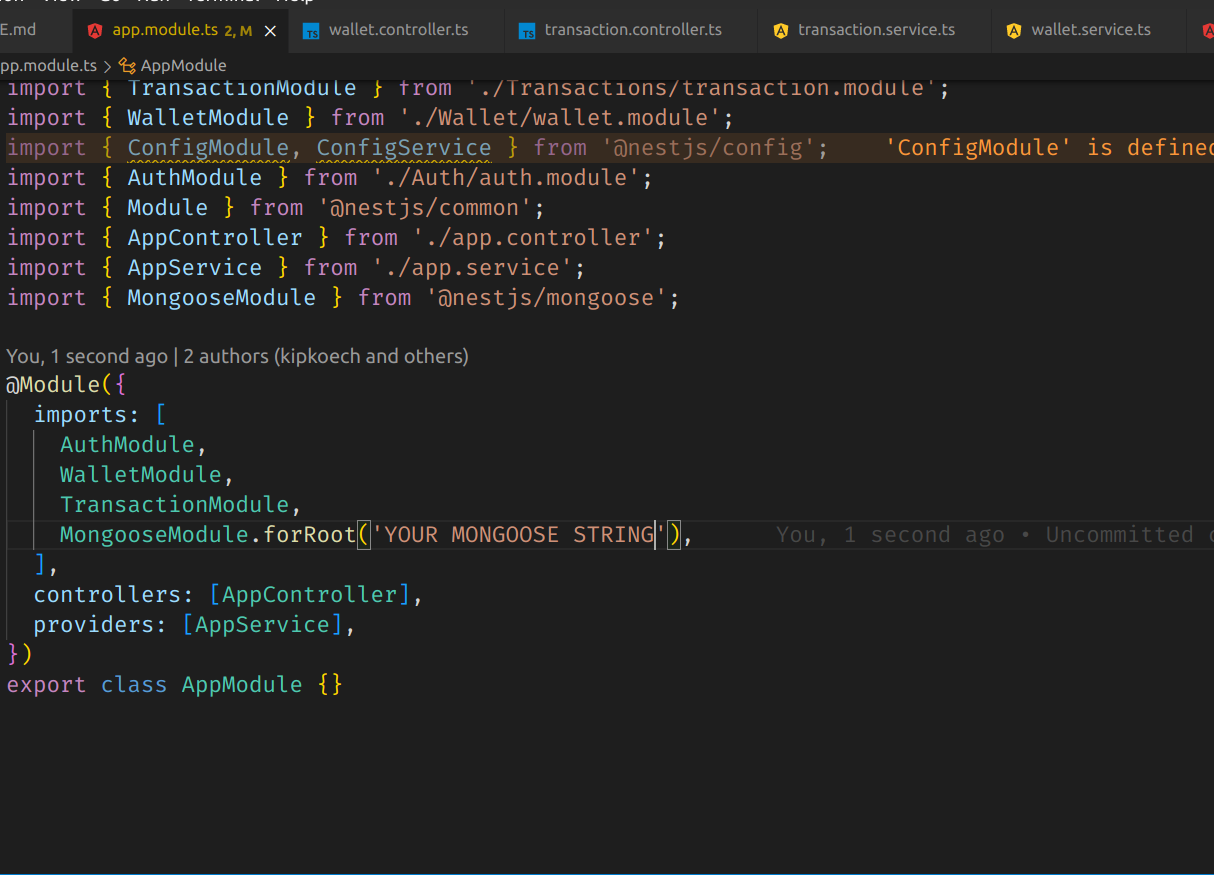 Terminal Help
E.md app.module.ts 2, M wallet.controller.ts transaction.controller.ts transaction.service.ts wallet.service.ts
pp.module.ts > AppModule
import { TransactionModule } from './Transactions/transaction.module';
import { WalletModule } from './Wallet/wallet.module';
import { ConfigModule, ConfigService } from '@nestjs/config'; 'ConfigModule' is defined
import { AuthModule } from './Auth/auth.module';
import { Module } from '@nestjs/common';
import { AppController } from './app.controller';
import { AppService } from './app.service';
import { MongooseModule } from '@nestjs/mongoose';
You, 1 second ago | 2 authors (kipkoech and others)
@Module({
imports: [
AuthModule,
WalletModule,
TransactionModule,
MongooseModule.forRoot('YOUR MONGOOSE STRING'), You, 1 second ago • Uncommitted
],
controllers: [AppController],
providers: [AppService],
})
export class AppModule {}